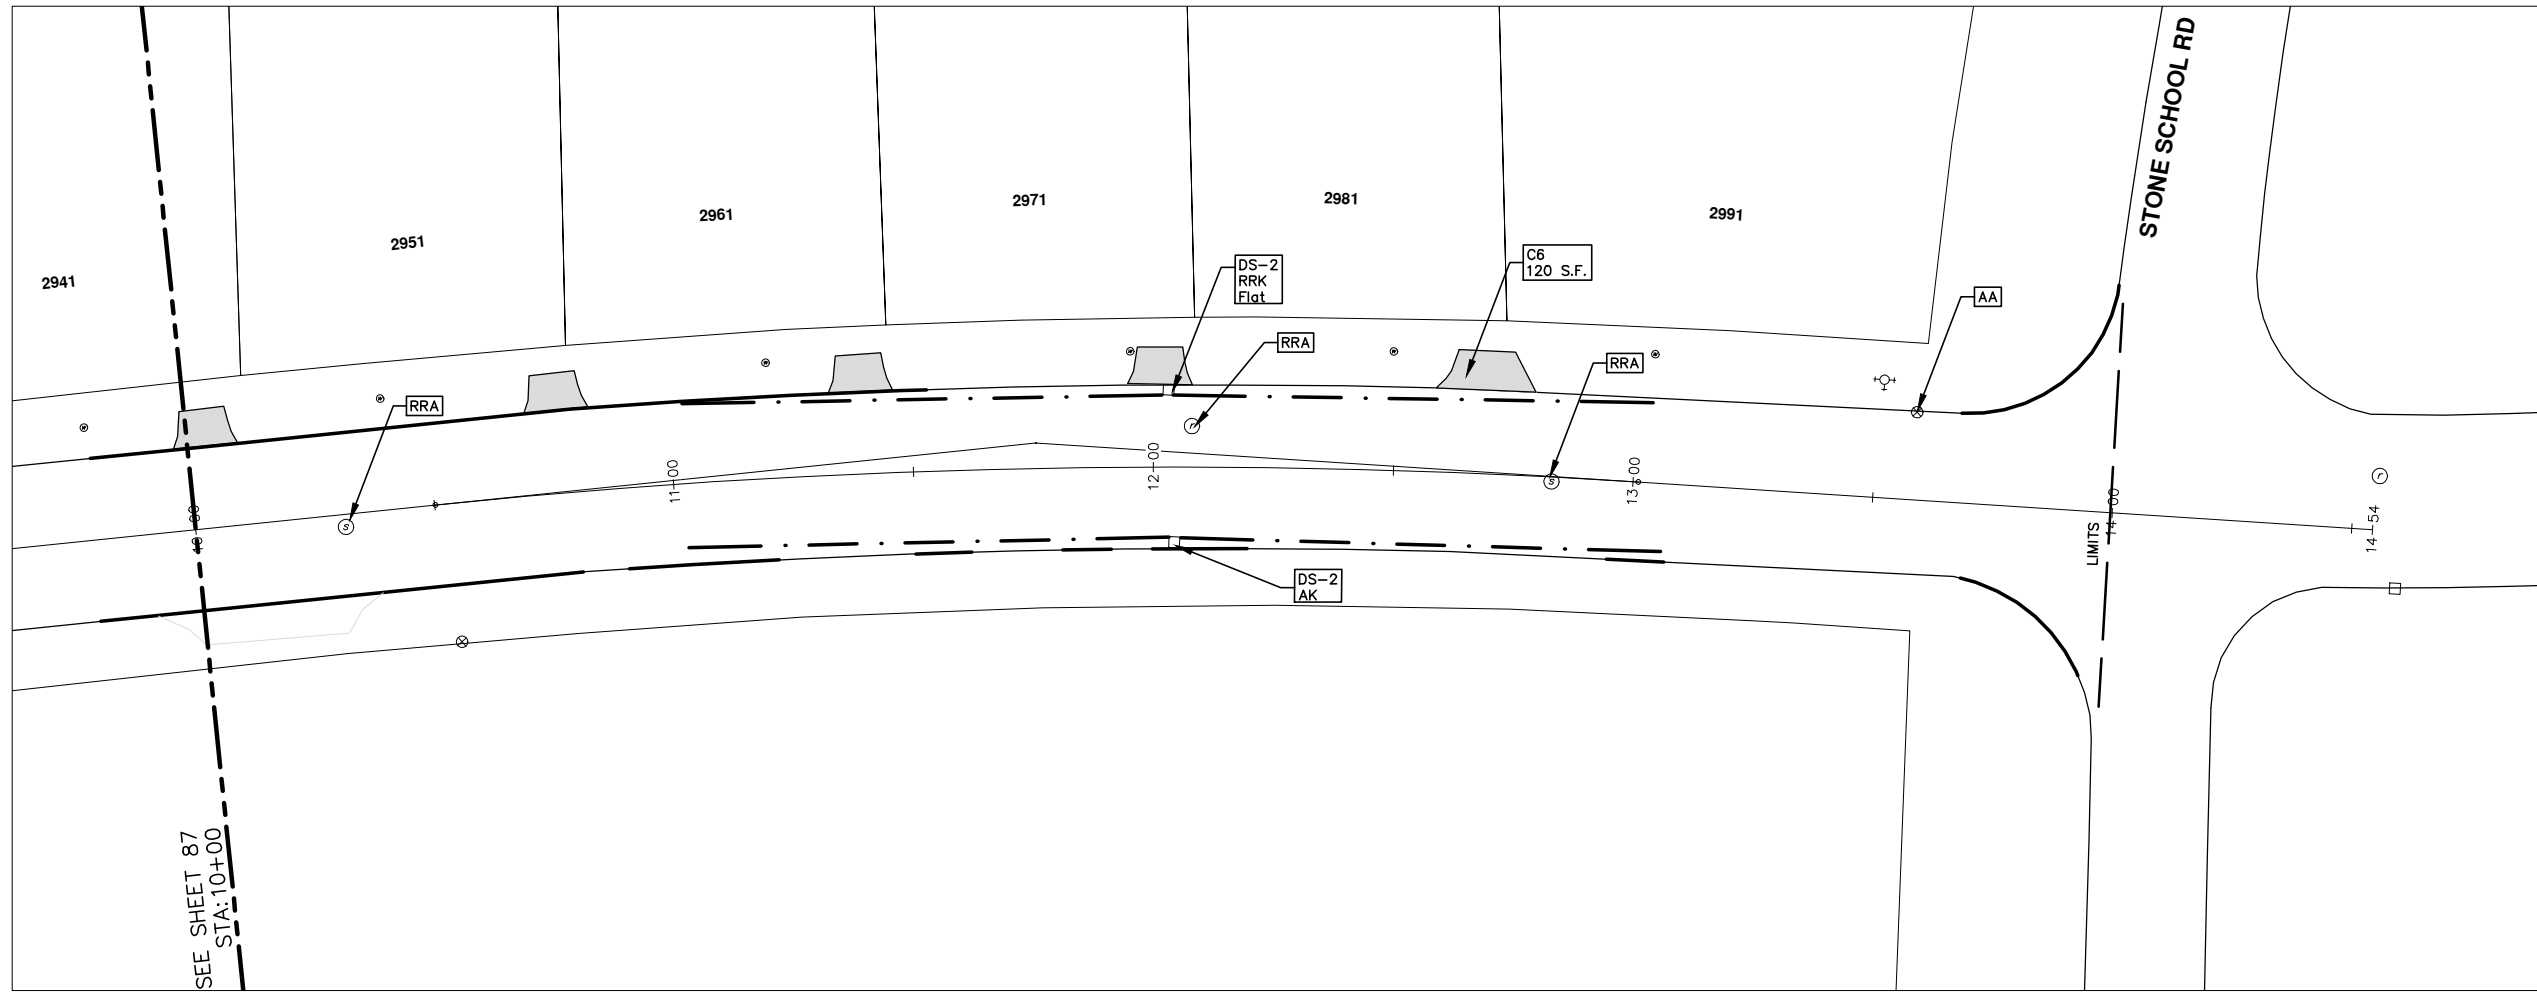 STONE SCHOOL RD
2941
2951
2961
2971
2981
2991
DS-2
RRK
Flat
C6
120 S.F.
AA
RRA
RRA
RRA
r
s
s
r
10+00
11+00
12+00
13+00
14+00
14+54
LIMITS
DS-2
AK
SEE SHEET 87
STA:10+00